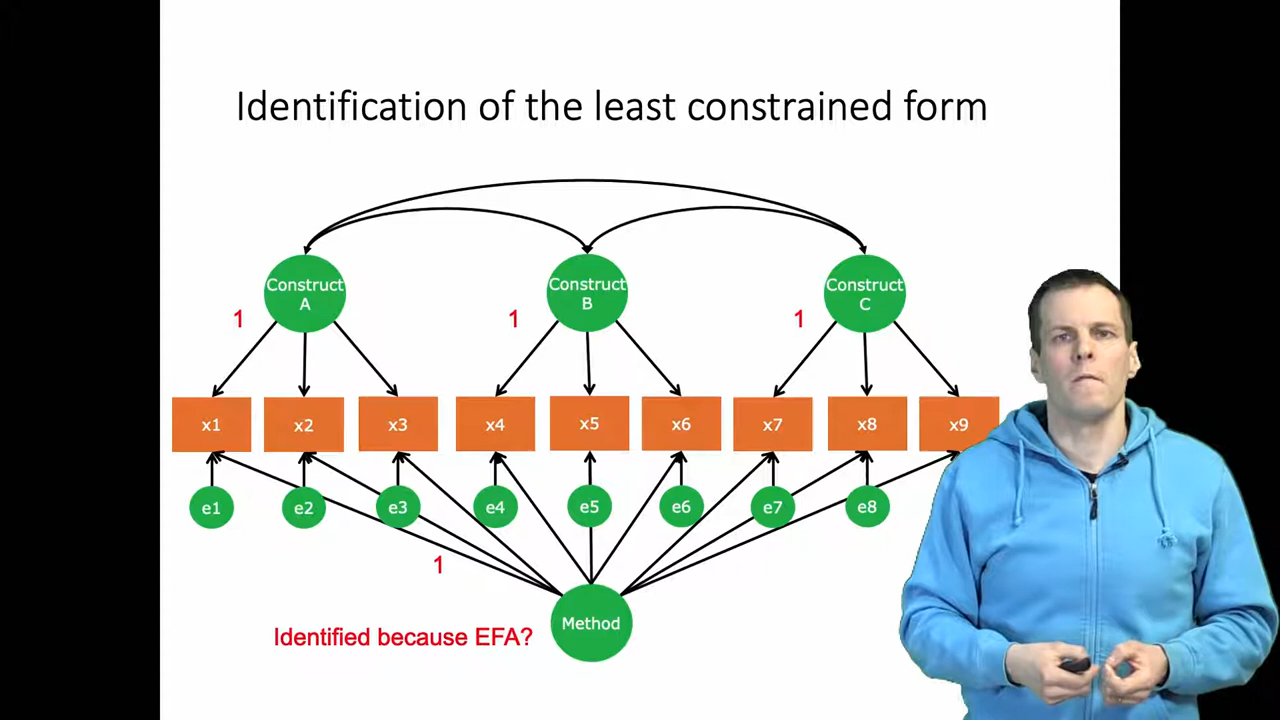 Identification of the least constrained form
Construct
A
Construct
B
Construct
C
1
1
1
x1
x2
x3
x4
x5
x6
x7
x8
x9
e1
e2
e3
e4
e5
e6
e7
e8
1
Identified because EFA?
Method